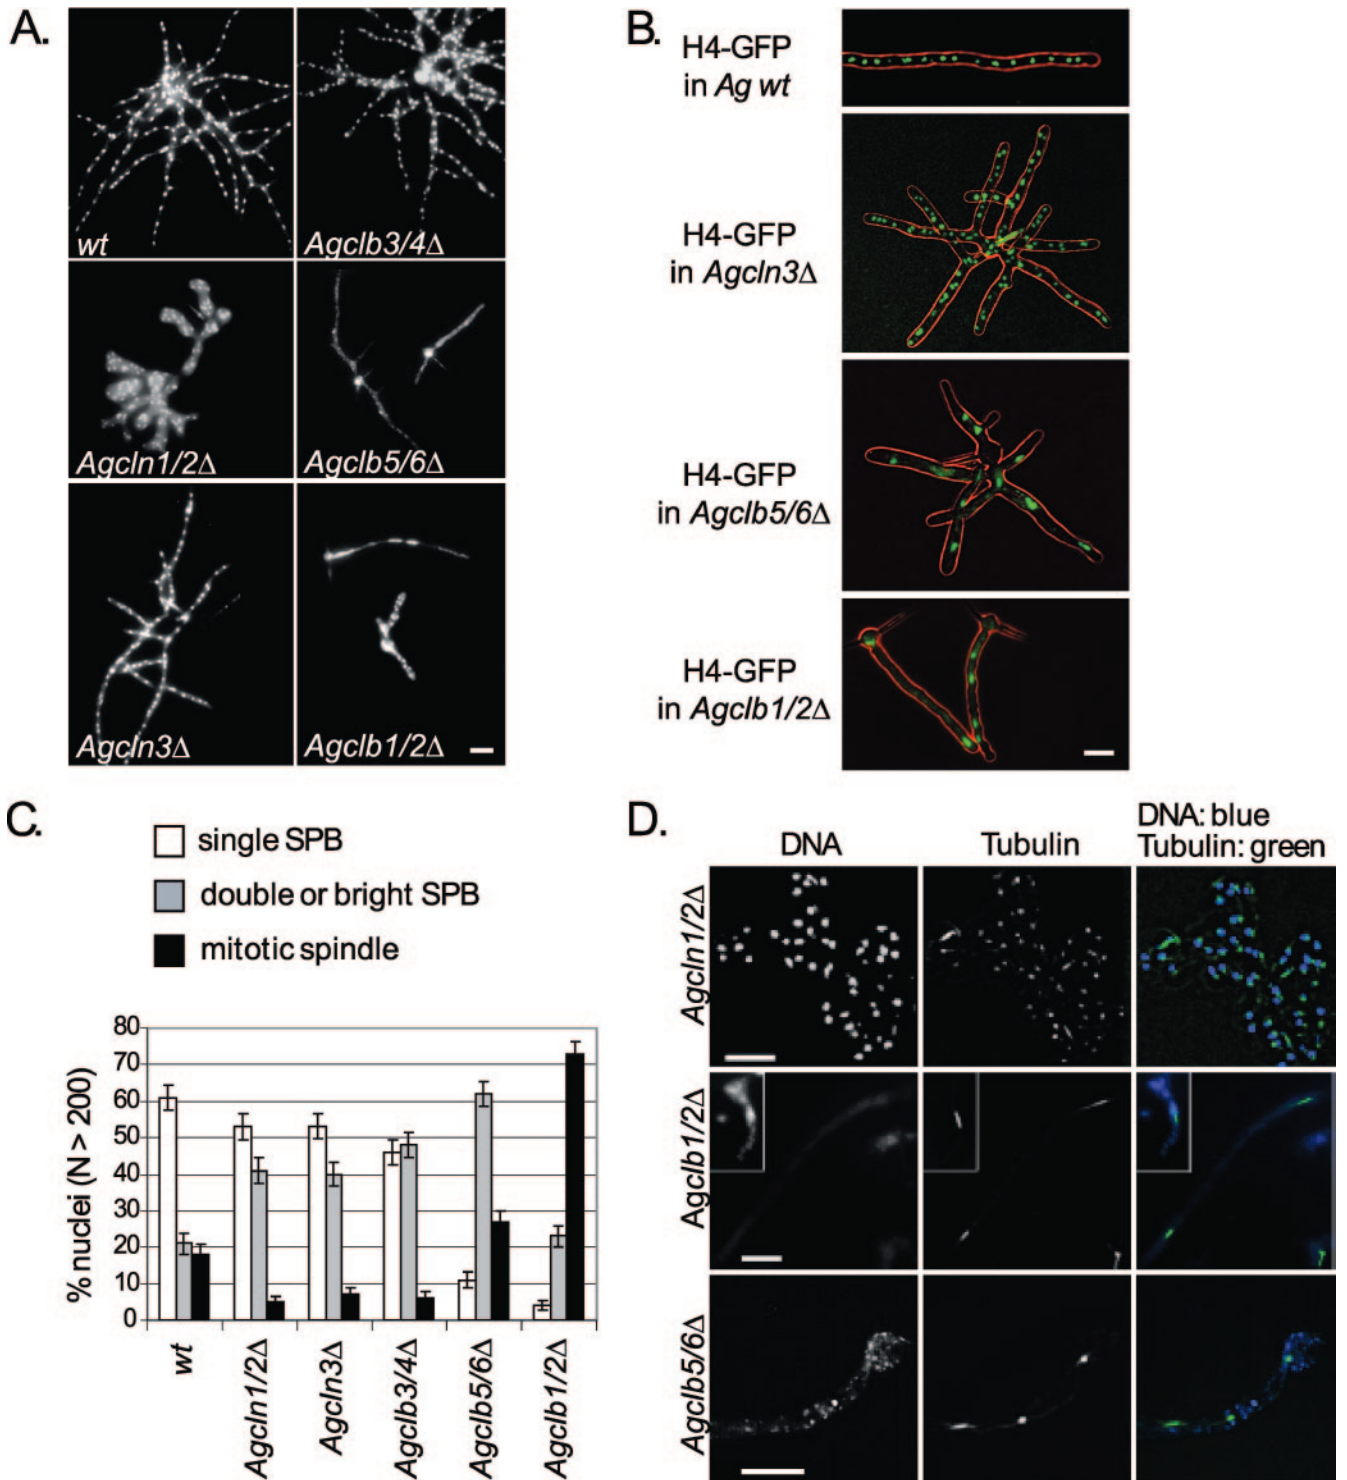 A.
wt
Agclb3/4Δ
Agcln1/2Δ
Agclb5/6Δ
Agcln3Δ
Agclb1/2Δ
B.
H4-GFP
in Ag wt
H4-GFP
in Agcln3Δ
H4-GFP
in Agclb5/6Δ
H4-GFP
in Agclb1/2Δ
C.
single SPB
double or bright SPB
mitotic spindle
% nuclei (N > 200)
80
70
60
50
40
30
20
10
0
wt
Agcln1/2Δ
Agcln3Δ
Agclb3/4Δ
Agclb5/6Δ
Agclb1/2Δ
D.
DNA
Tubulin
DNA: blue
Tubulin: green
Agcln1/2Δ
Agclb1/2Δ
Agclb5/6Δ